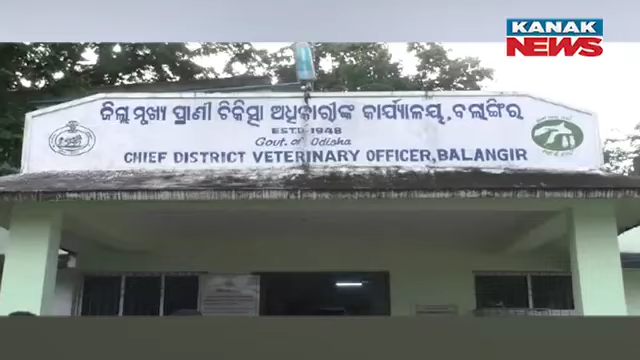 KANAK
NEWS
ଜିଲ୍ଲା ମୁଖ୍ୟ ପ୍ରାଣୀ ଚିକିତ୍ସା ଅଧିକାରୀଙ୍କ କାର୍ଯ୍ୟାଳୟ, ବଲାଙ୍ଗିର
ESTD-1948
Govt. of Odisha
CHIEF DISTRICT VETERINARY OFFICER, BALANGIR